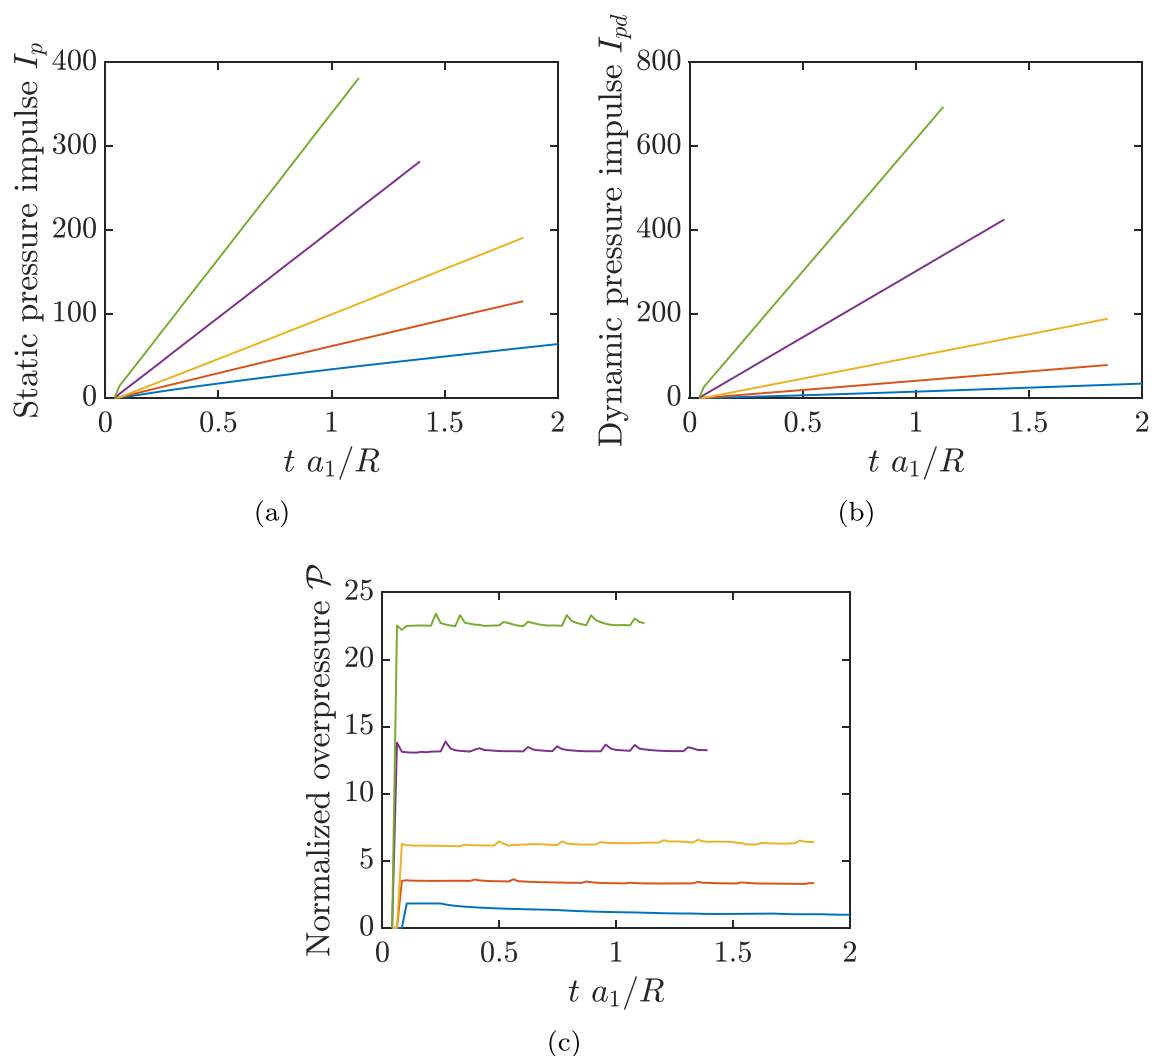 Static pressure impulse I_p
400
300
200
100
0
0 0.5 1 1.5 2
t a_1/R
(a)
Dynamic pressure impulse I_{pd}
800
600
400
200
0
0 0.5 1 1.5 2
t a_1/R
(b)
Normalized overpressure 𝒫
25
20
15
10
5
0
0 0.5 1 1.5 2
t a_1/R
(c)